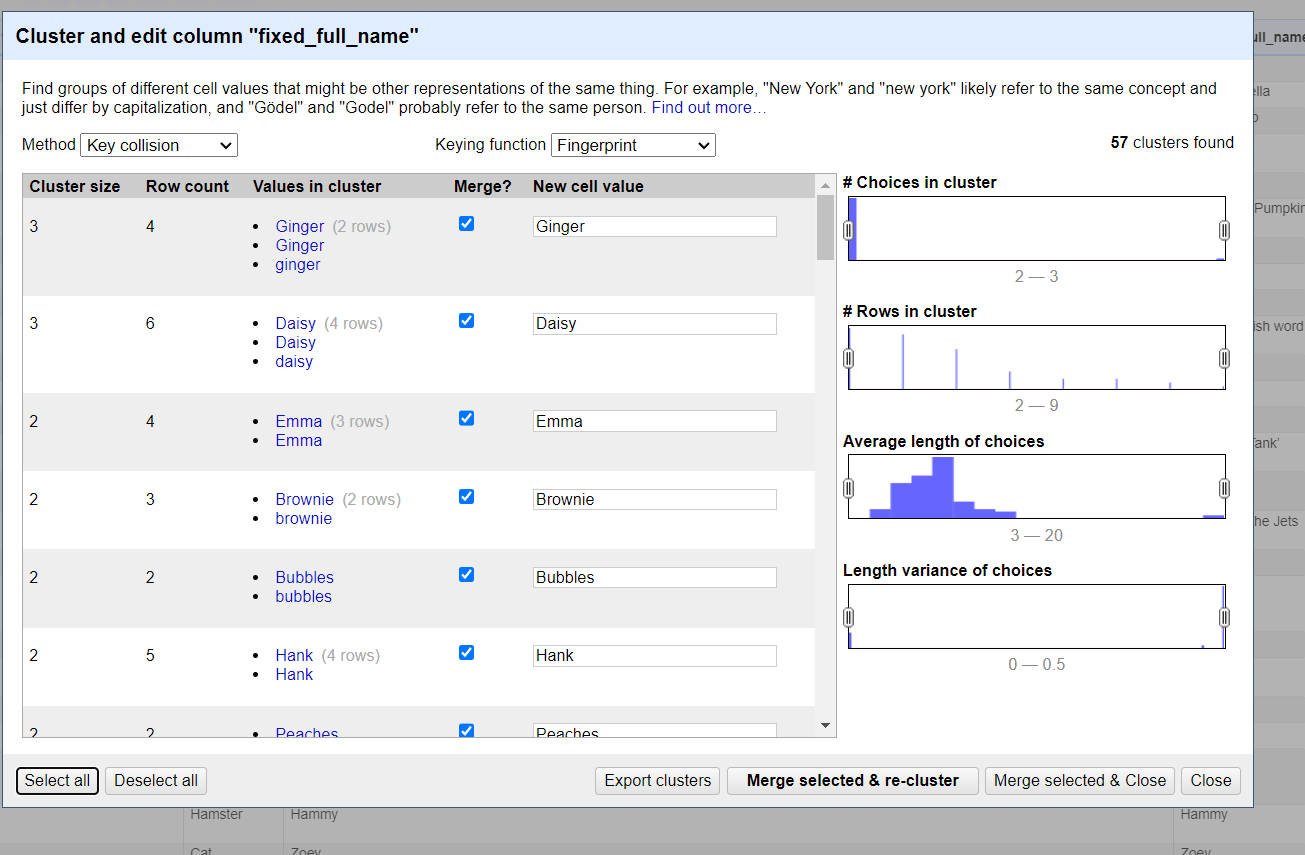 Cluster and edit column "fixed_full_name"
ull_name
Find groups of different cell values that might be other representations of the same thing. For example, "New York" and "new york" likely refer to the same concept and
just differ by capitalization, and "Gödel" and "Godel" probably refer to the same person. Find out more…
Method Key collision Keying function Fingerprint 57 clusters found
Cluster size Row count Values in cluster Merge? New cell value
3 4 Ginger (2 rows) Ginger
Ginger
ginger
3 6 Daisy (4 rows) Daisy
Daisy
daisy
2 4 Emma (3 rows) Emma
Emma
2 3 Brownie (2 rows) Brownie
brownie
2 2 Bubbles Bubbles
bubbles
2 5 Hank (4 rows) Hank
Hank
2 2 Peaches Peaches
# Choices in cluster
2 — 3
# Rows in cluster
2 — 9
Average length of choices
3 — 20
Length variance of choices
0 — 0.5
ella
Pumpkin
ish word
Tank'
he Jets
Select all Deselect all Export clusters Merge selected & re-cluster Merge selected & Close Close
Hamster Hammy Hammy
Cat Zoey Zoey